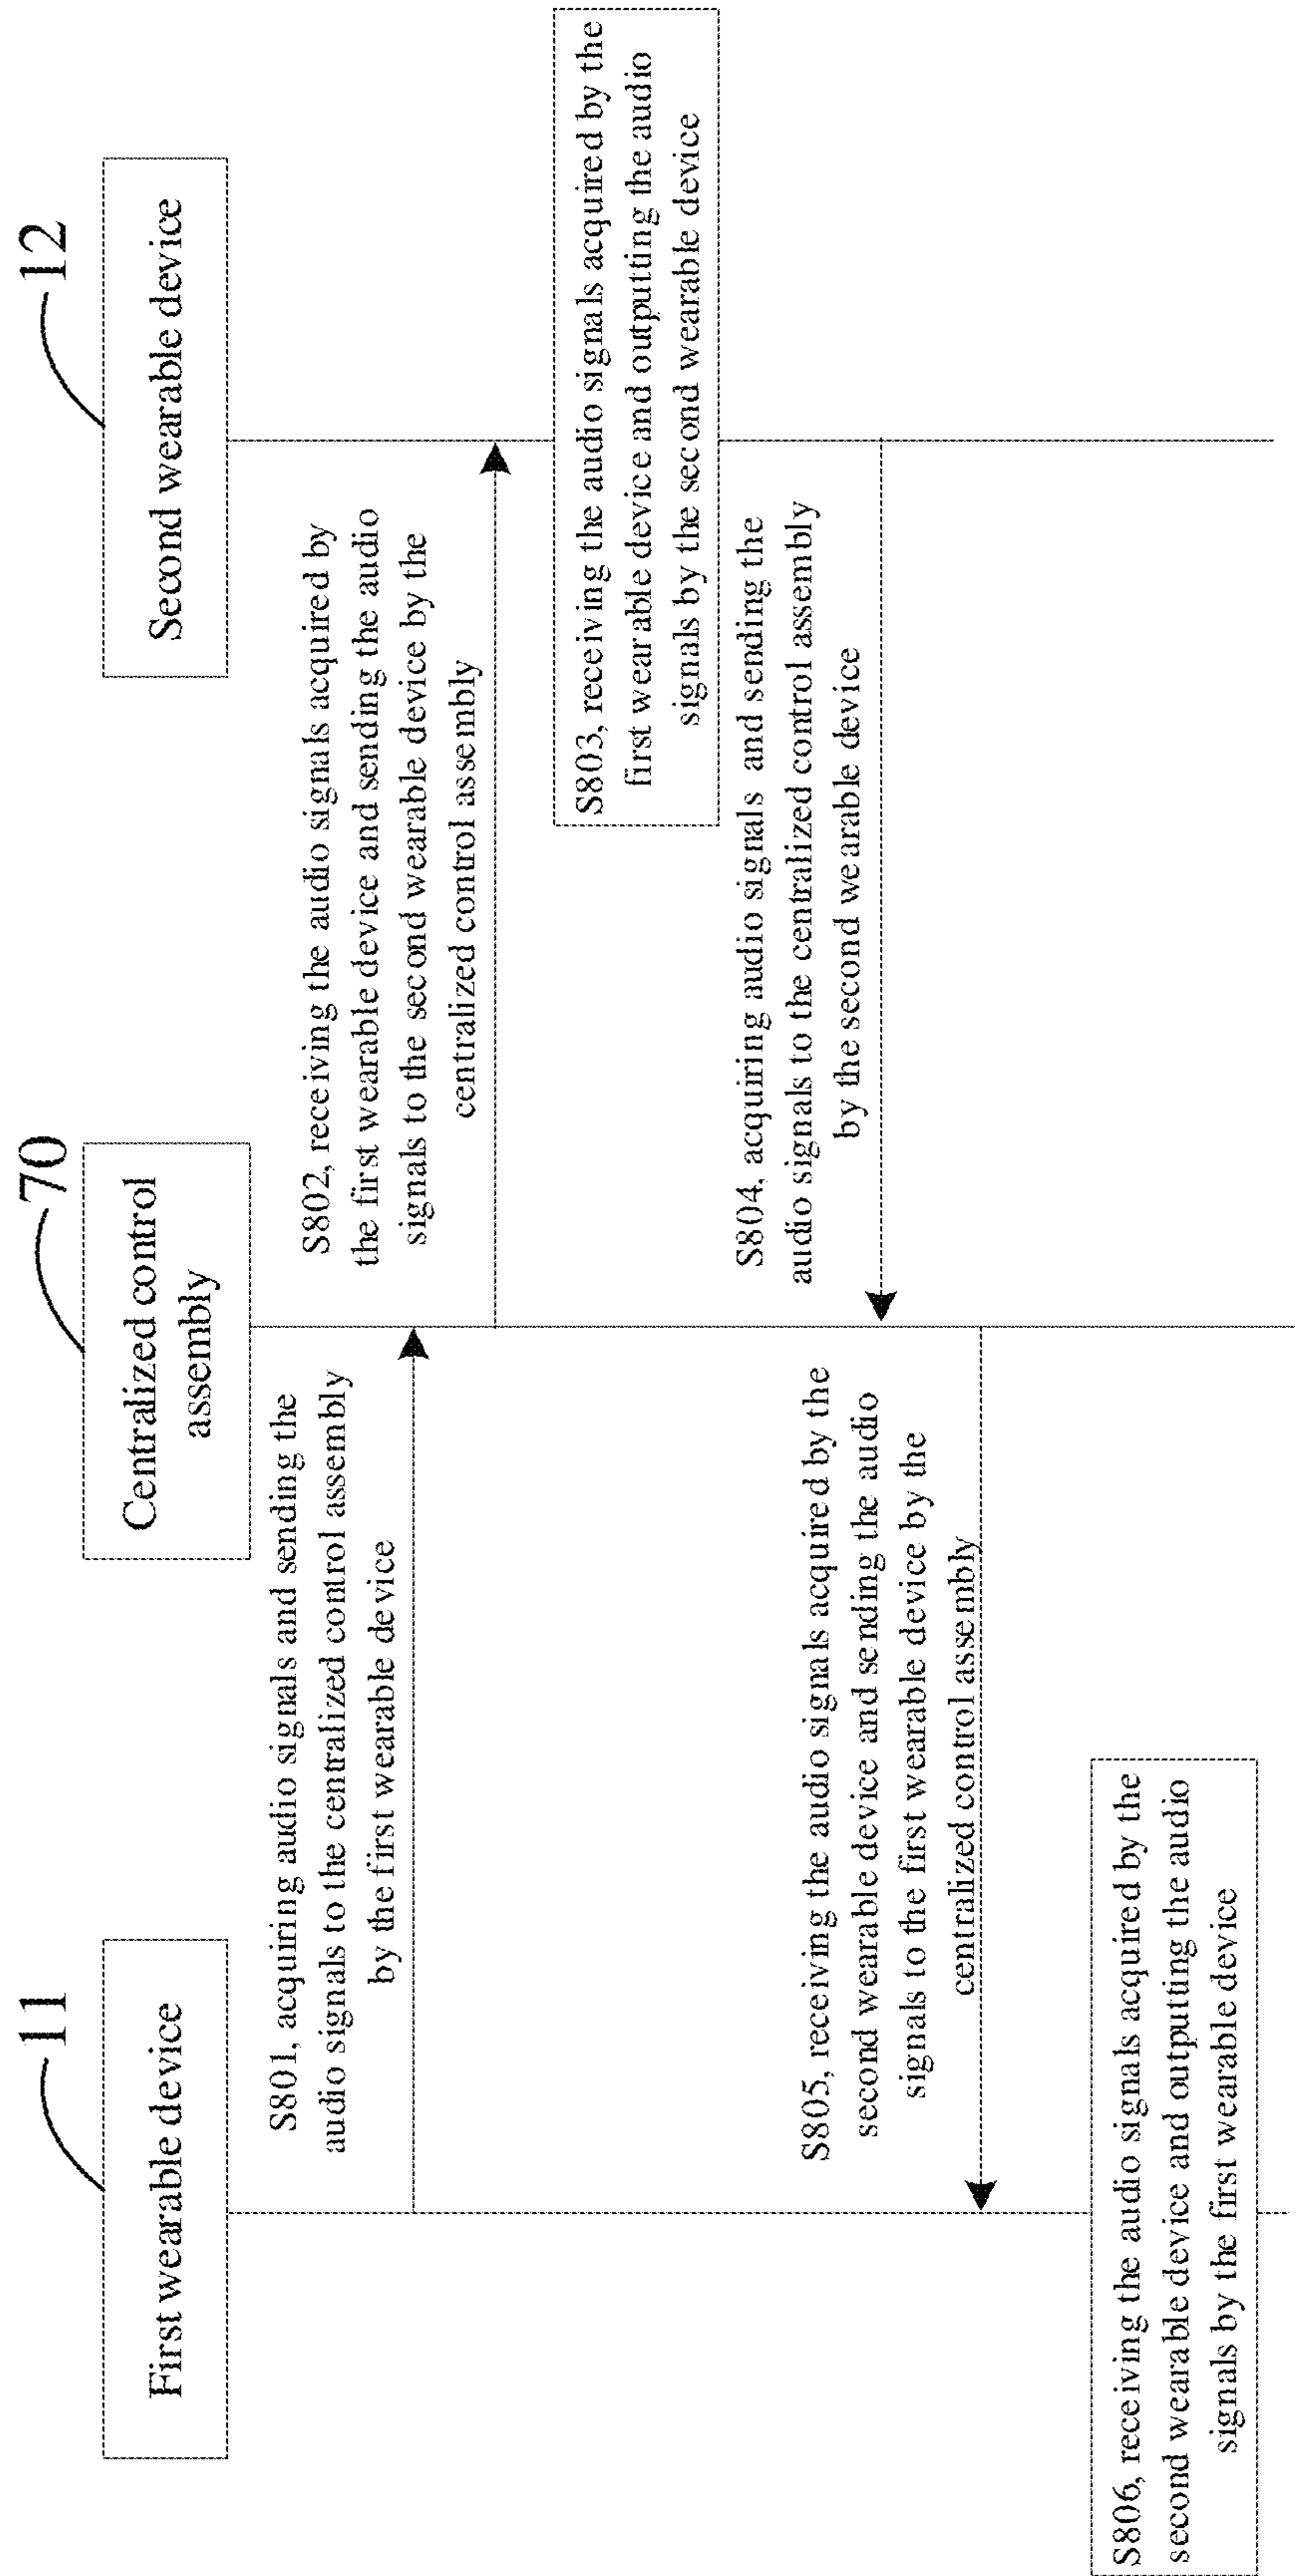 11
First wearable device
70
Centralized control
assembly
12
Second wearable device
S801, acquiring audio signals and sending the
audio signals to the centralized control assembly
by the first wearable device
S802, receiving the audio signals acquired by
the first wearable device and sending the audio
signals to the second wearable device by the
centralized control assembly
S803, receiving the audio signals acquired by the
first wearable device and outputting the audio
signals by the second wearable device
S804, acquiring audio signals and sending the
audio signals to the centralized control assembly
by the second wearable device
S805, receiving the audio signals acquired by the
second wearable device and sending the audio
signals to the first wearable device by the
centralized control assembly
S806, receiving the audio signals acquired by the
second wearable device and outputting the audio
signals by the first wearable device